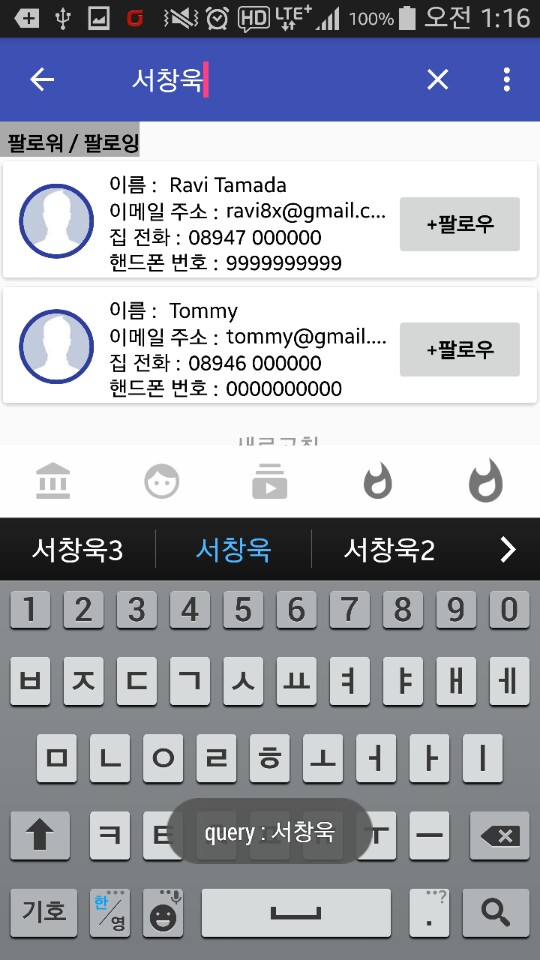 HD LTE+ 100% 오전 1:16
서창욱
팔로워 / 팔로잉
이름 : Ravi Tamada
이메일 주소 : ravi8x@gmail.c...
집 전화 : 08947 000000
핸드폰 번호 : 9999999999
+팔로우
이름 : Tommy
이메일 주소 : tommy@gmail....
집 전화 : 08946 000000
핸드폰 번호 : 0000000000
+팔로우
새로고침
서창욱3 서창욱 서창욱2
1 2 3 4 5 6 7 8 9 0
ㅂ ㅈ ㄷ ㄱ ㅅ ㅛ ㅕ ㅑ ㅐ ㅔ
ㅁ ㄴ ㅇ ㄹ ㅎ ㅗ ㅓ ㅏ ㅣ
ㅋ ㅌ ㅜ ㅡ
query : 서창욱
기호 한/영 . ?